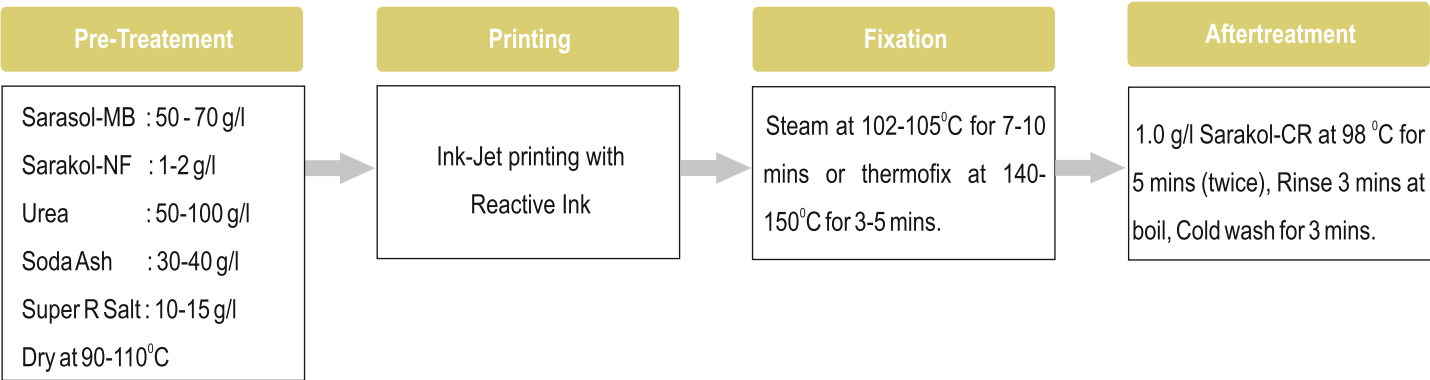 Pre-Treatement
Sarasol-MB : 50 - 70 g/l
Sarakol-NF : 1-2 g/l
Urea : 50-100 g/l
Soda Ash : 30-40 g/l
Super R Salt : 10-15 g/l
Dry at 90-110⁰C
Printing
Ink-Jet printing with
Reactive Ink
Fixation
Steam at 102-105⁰C for 7-10
mins or thermofix at 140-
150⁰C for 3-5 mins.
Aftertreatment
1.0 g/l Sarakol-CR at 98 ⁰C for
5 mins (twice), Rinse 3 mins at
boil, Cold wash for 3 mins.